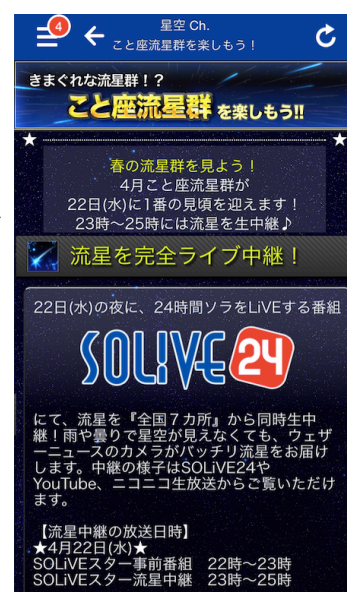 4
星空 Ch.
こと座流星群を楽しもう！
きまぐれな流星群！？
こと座流星群を楽しもう!!
春の流星群を見よう！
4月こと座流星群が
22日(水)に1番の見頃を迎えます！
23時～25時には流星を生中継♪
流星を完全ライブ中継！
22日(水)の夜に、24時間ソラをLiVEする番組
SOLiVE24
にて、流星を『全国７カ所』から同時生中
継！雨や曇りで星空が見えなくても、ウェザ
ーニュースのカメラがバッチリ流星をお届け
します。中継の様子はSOLiVE24や
YouTube、ニコニコ生放送からご覧いただけ
ます。
【流星中継の放送日時】
★4月22日(水)★
SOLiVEスター事前番組　22時～23時
SOLiVEスター流星中継　23時～25時